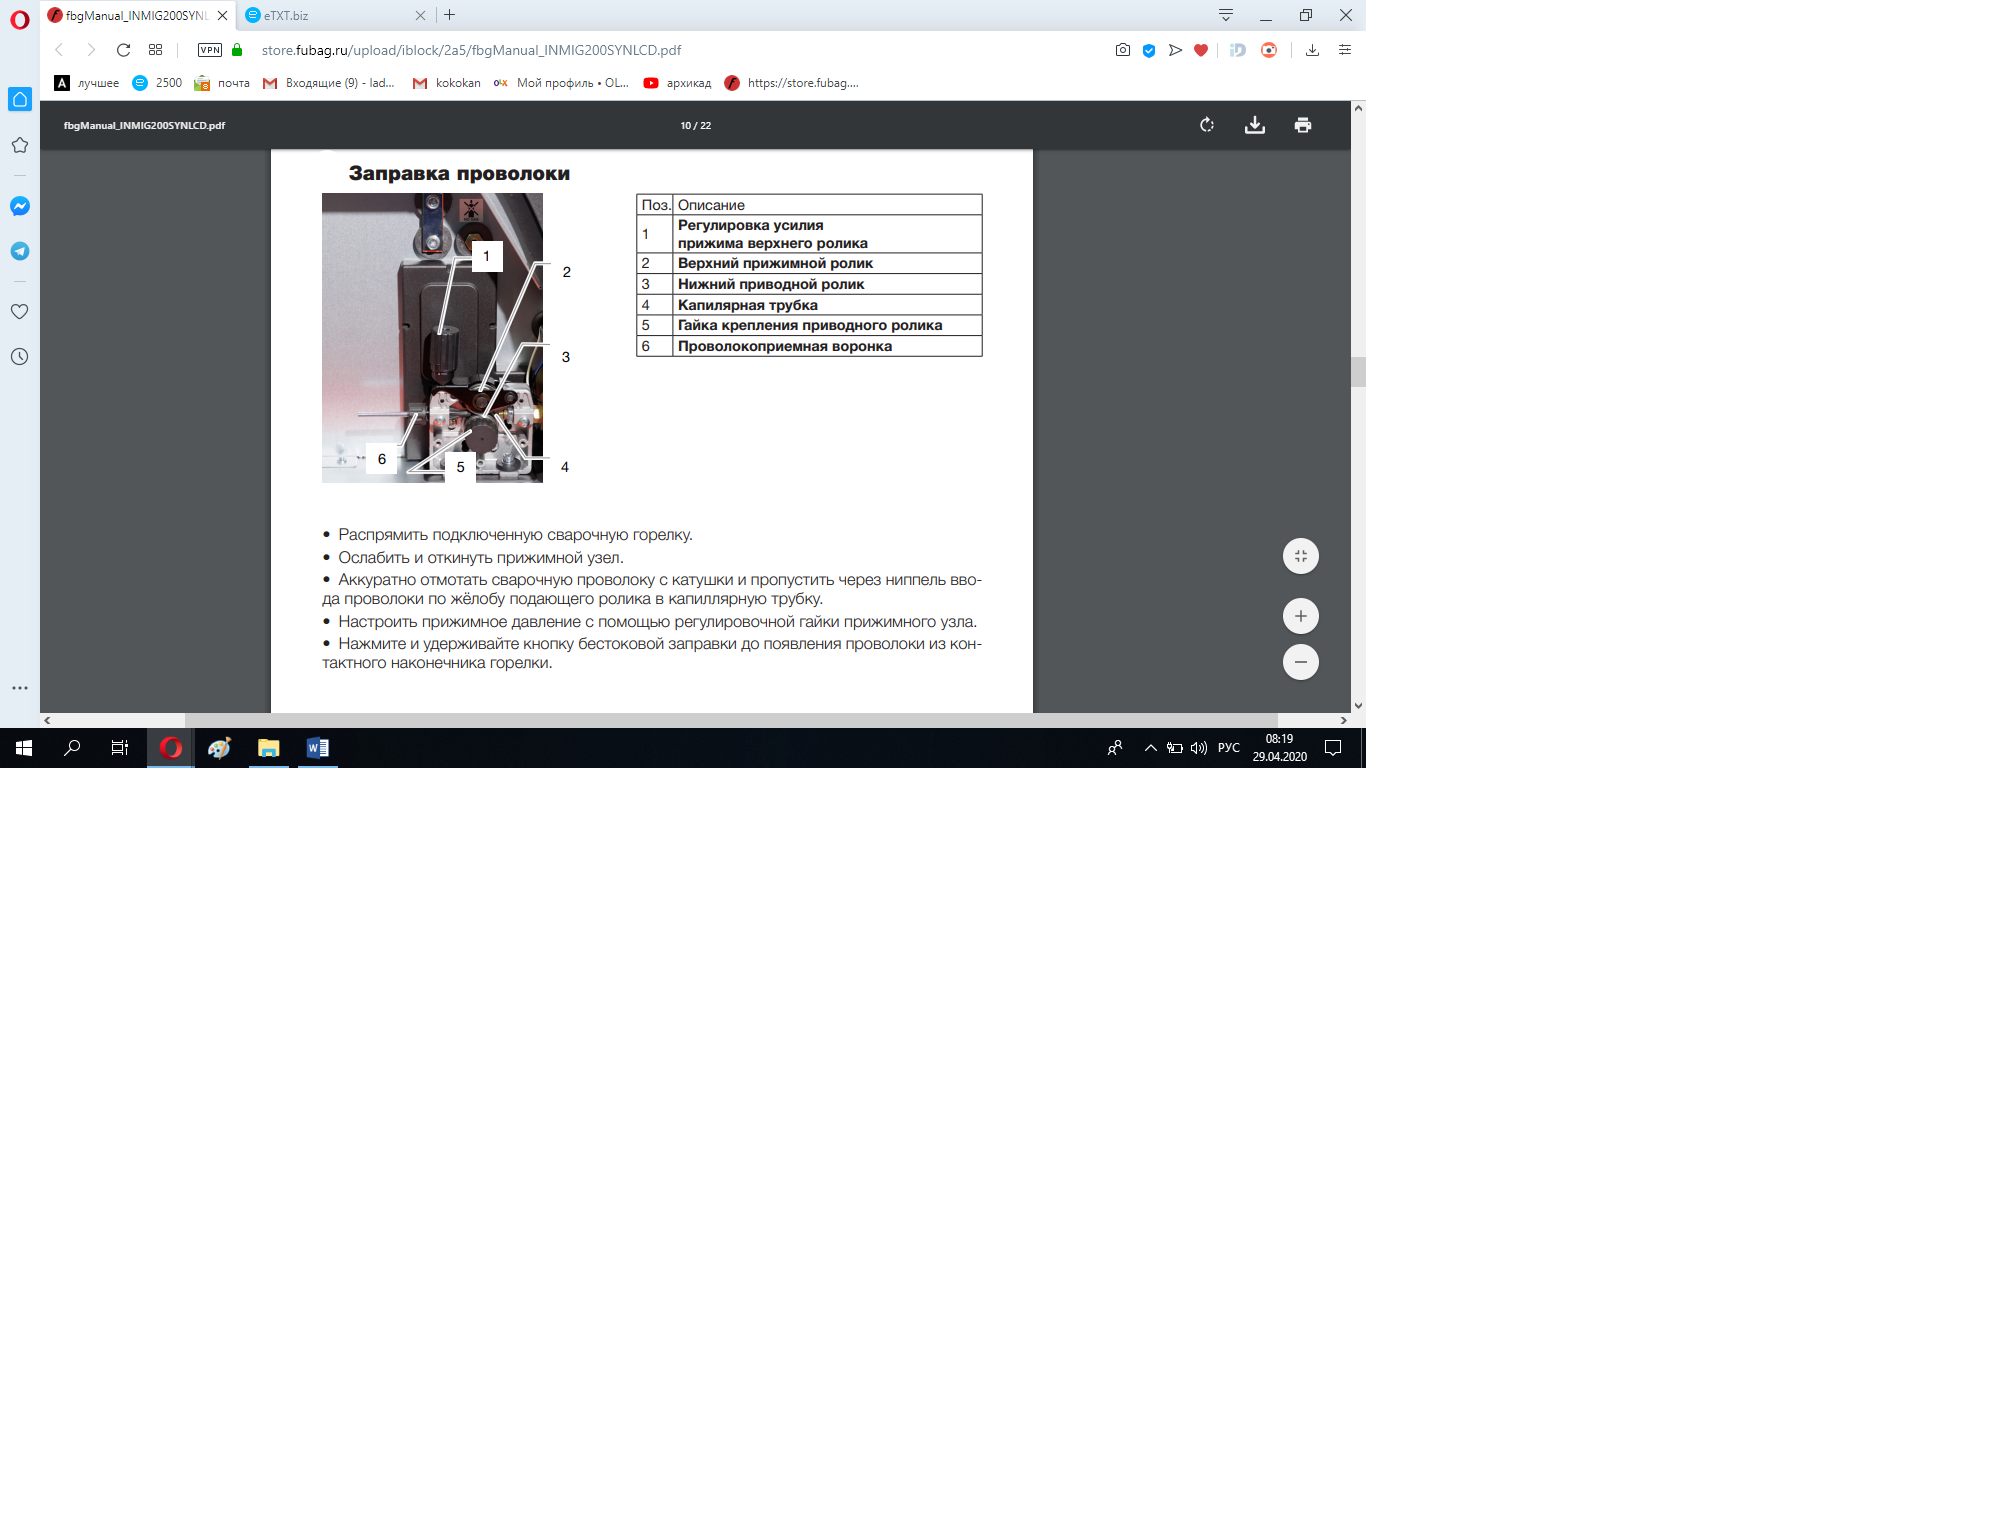 fbgManual_INMIG200SYNL
eTXT.biz
VPN
store.fubag.ru/upload/iblock/2a5/fbgManual_INMIG200SYNLCD.pdf
A лучшее
2500
почта
Входящие (9) - lad...
kokokan
OLX Мой профиль • OL...
архикад
https://store.fubag....
fbgManual_INMIG200SYNLCD.pdf
10 / 22
Заправка проволоки
1
2
3
4
5
6
Поз. Описание
1 Регулировка усилия
прижима верхнего ролика
2 Верхний прижимной ролик
3 Нижний приводной ролик
4 Капилярная трубка
5 Гайка крепления приводного ролика
6 Проволокоприемная воронка
• Распрямить подключенную сварочную горелку.
• Ослабить и откинуть прижимной узел.
• Аккуратно отмотать сварочную проволоку с катушки и пропустить через ниппель вво-
да проволоки по жёлобу подающего ролика в капиллярную трубку.
• Настроить прижимное давление с помощью регулировочной гайки прижимного узла.
• Нажмите и удерживайте кнопку бестоковой заправки до появления проволоки из кон-
тактного наконечника горелки.
РУС
08:19
29.04.2020